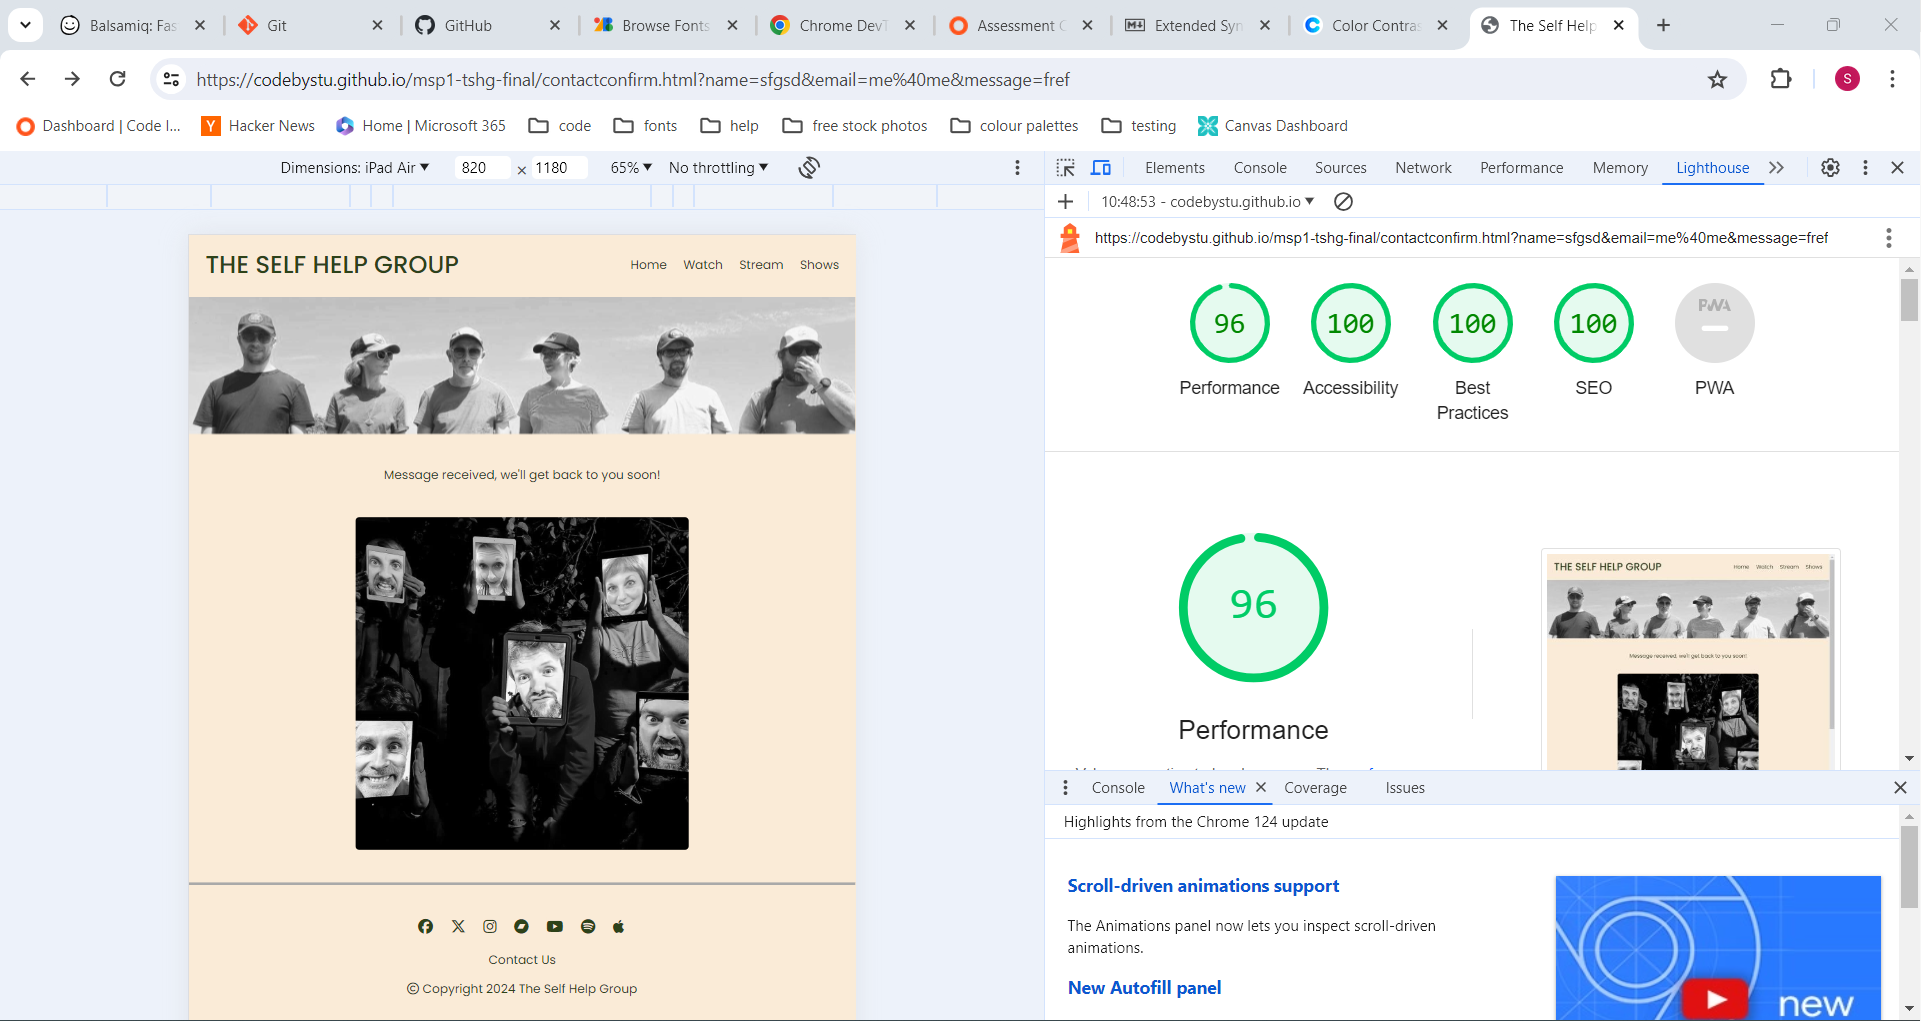 Balsamiq: Fas
Git
GitHub
Browse Fonts
Chrome DevT
Assessment C
Extended Syn
Color Contras
The Self Help
https://codebystu.github.io/msp1-tshg-final/contactconfirm.html?name=sfgsd&email=me%40me&message=fref
S
Dashboard | Code I...
Hacker News
Home | Microsoft 365
code
fonts
help
free stock photos
colour palettes
testing
Canvas Dashboard
Dimensions: iPad Air
820 × 1180
65%
No throttling
Elements
Console
Sources
Network
Performance
Memory
Lighthouse
10:48:53 - codebystu.github.io
https://codebystu.github.io/msp1-tshg-final/contactconfirm.html?name=sfgsd&email=me%40me&message=fref
THE SELF HELP GROUP
Home Watch Stream Shows
Message received, we'll get back to you soon!
Contact Us
© Copyright 2024 The Self Help Group
96
100
100
100
PWA
Performance
Accessibility
Best
Practices
SEO
PWA
96
Performance
THE SELF HELP GROUP
Home Watch Stream Shows
Message received, we'll get back to you soon!
Console
What's new
Coverage
Issues
Highlights from the Chrome 124 update
Scroll-driven animations support
The Animations panel now lets you inspect scroll-driven
animations.
New Autofill panel
new